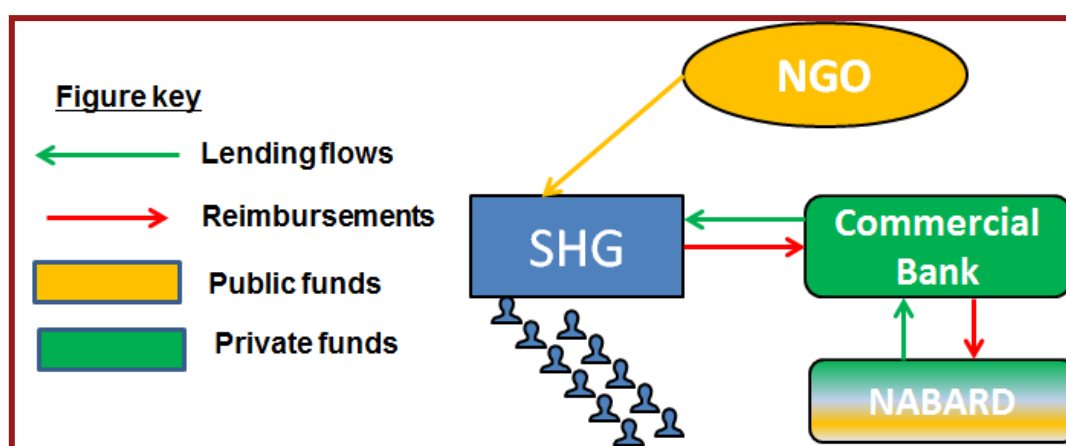 NGO
Figure key
Lending flows
Reimbursements
Public funds
Private funds
SHG
Commercial
Bank
NABARD